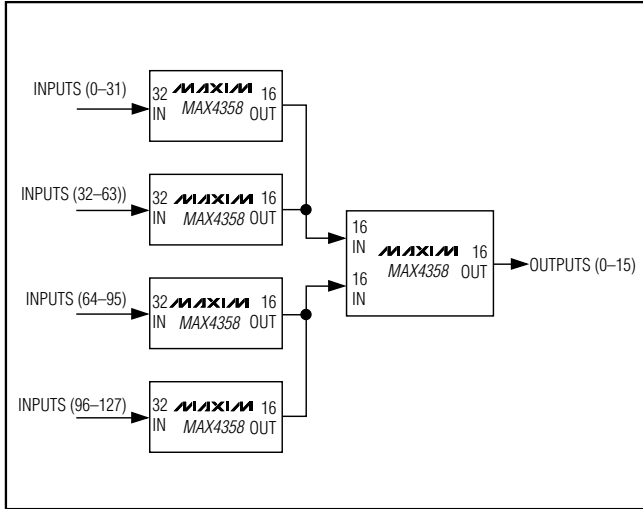 INPUTS (0–31)
32 MAXIM 16
IN MAX4358 OUT
INPUTS (32–63))
32 MAXIM 16
IN MAX4358 OUT
16
IN MAXIM 16
MAX4358 OUT
OUTPUTS (0–15)
16
IN
INPUTS (64–95)
32 MAXIM 16
IN MAX4358 OUT
INPUTS (96–127)
32 MAXIM 16
IN MAX4358 OUT